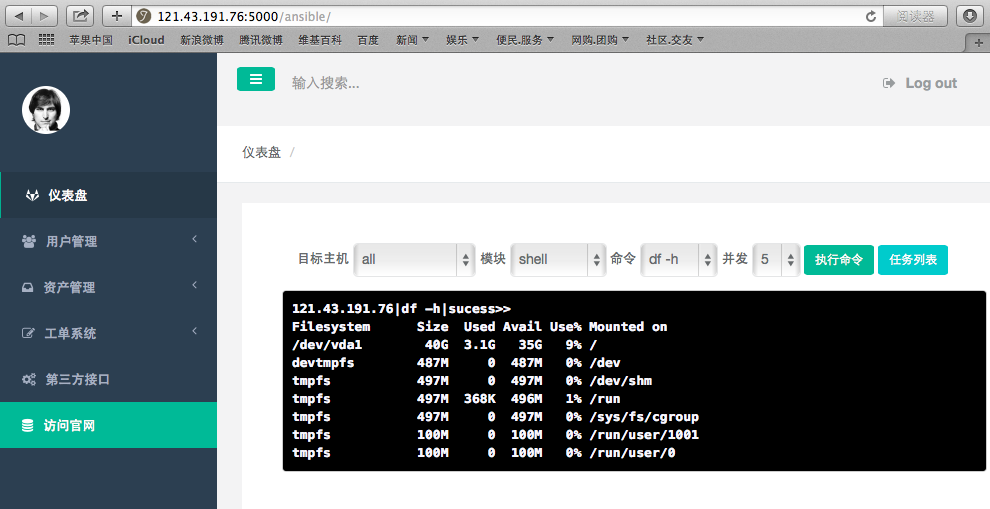 121.43.191.76:5000/ansible/
阅读器
苹果中国 iCloud 新浪微博 腾讯微博 维基百科 百度 新闻 娱乐 便民.服务 网购.团购 社区.交友
输入搜索...
Log out
仪表盘 /
仪表盘
用户管理
资产管理
工单系统
第三方接口
访问官网
目标主机 all 模块 shell 命令 df -h 并发 5 执行命令 任务列表
121.43.191.76|df -h|sucess>>
Filesystem Size Used Avail Use% Mounted on
/dev/vda1 40G 3.1G 35G 9% /
devtmpfs 487M 0 487M 0% /dev
tmpfs 497M 0 497M 0% /dev/shm
tmpfs 497M 368K 496M 1% /run
tmpfs 497M 0 497M 0% /sys/fs/cgroup
tmpfs 100M 0 100M 0% /run/user/1001
tmpfs 100M 0 100M 0% /run/user/0